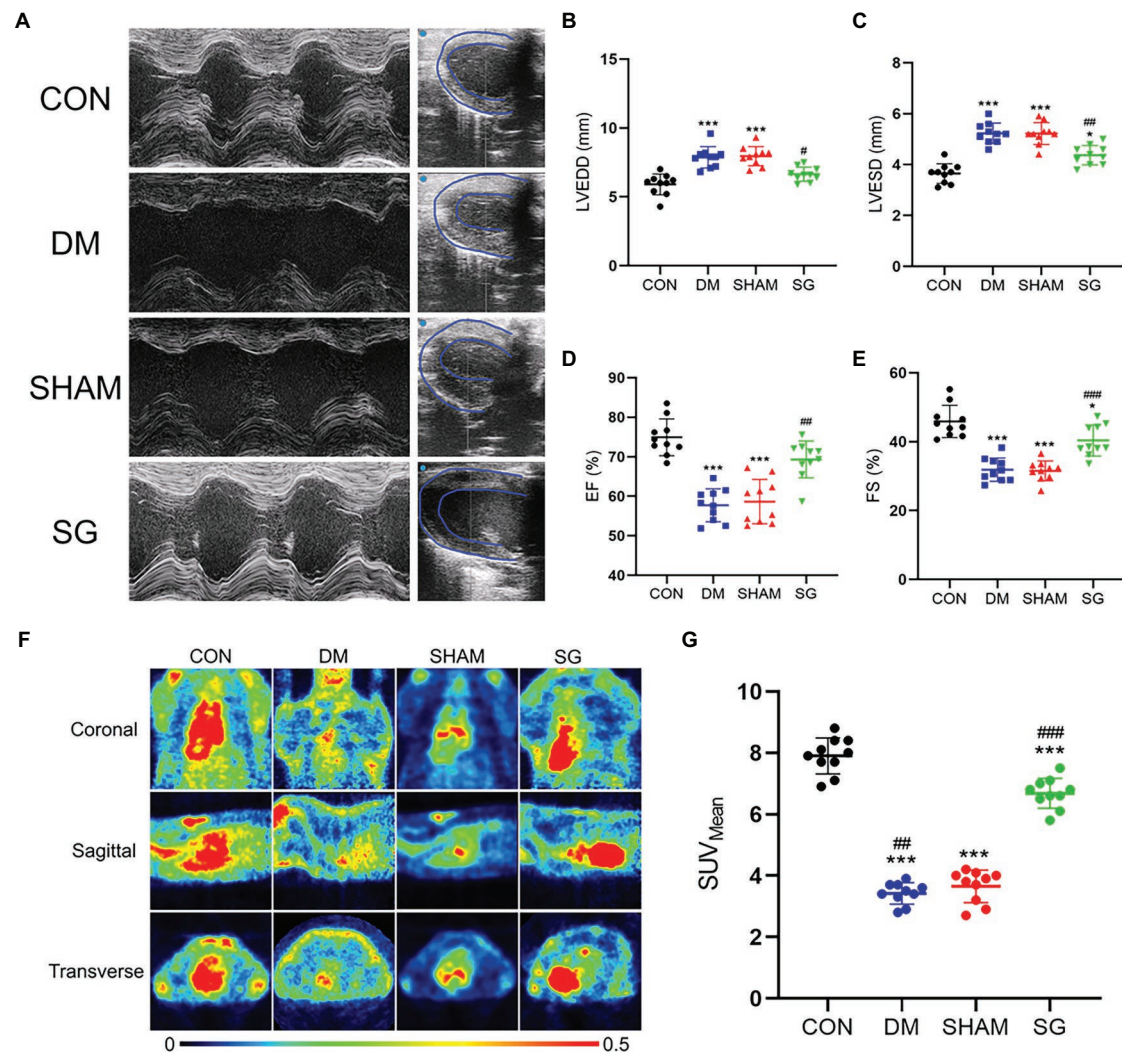 A
CON
DM
SHAM
SG
B
LVEDD (mm)
15
10
5
0
***
***
#
CON DM SHAM SG
C
LVESD (mm)
8
6
4
2
0
***
***
##
*
CON DM SHAM SG
D
EF (%)
90
80
70
60
50
40
***
***
##
CON DM SHAM SG
E
FS (%)
60
40
20
0
***
***
###
*
CON DM SHAM SG
F
CON DM SHAM SG
Coronal
Sagittal
Transverse
0 0.5
G
SUVMean
10
8
6
4
2
0
##
***
***
###
***
CON DM SHAM SG